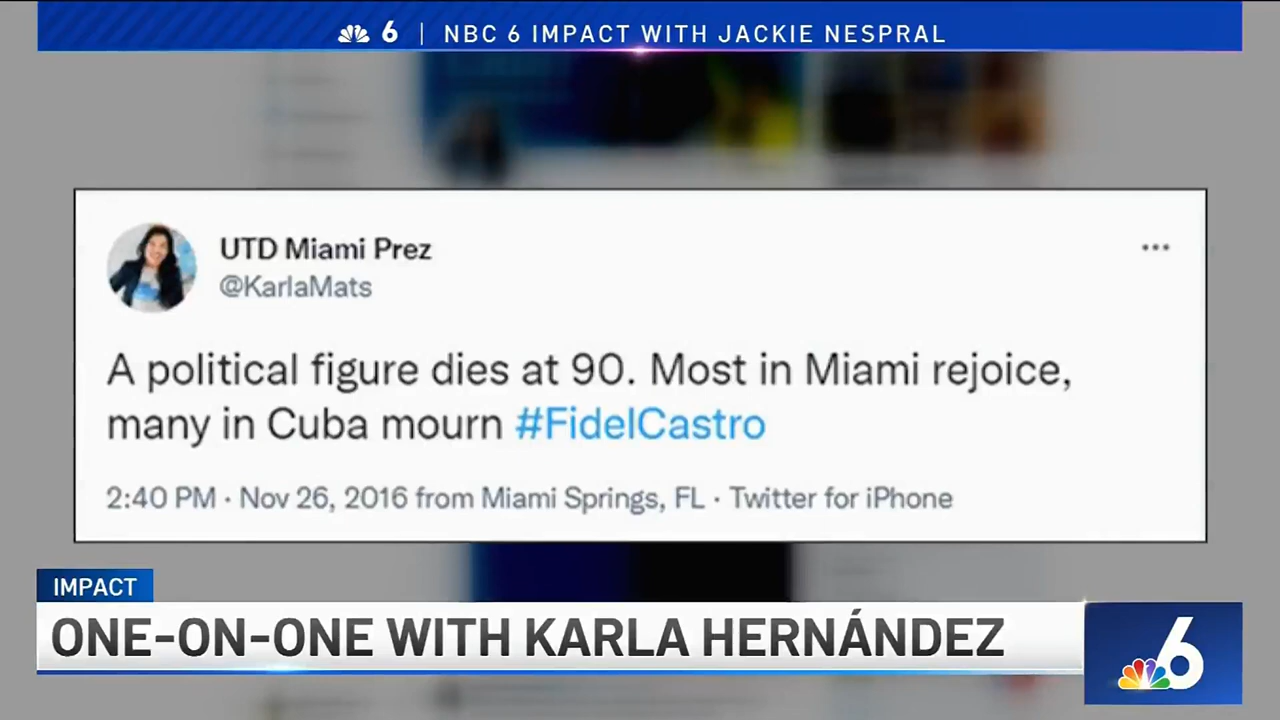 6 | NBC 6 IMPACT WITH JACKIE NESPRAL
UTD Miami Prez
@KarlaMats
A political figure dies at 90. Most in Miami rejoice,
many in Cuba mourn #FidelCastro
2:40 PM · Nov 26, 2016 from Miami Springs, FL · Twitter for iPhone
IMPACT
ONE-ON-ONE WITH KARLA HERNÁNDEZ
6